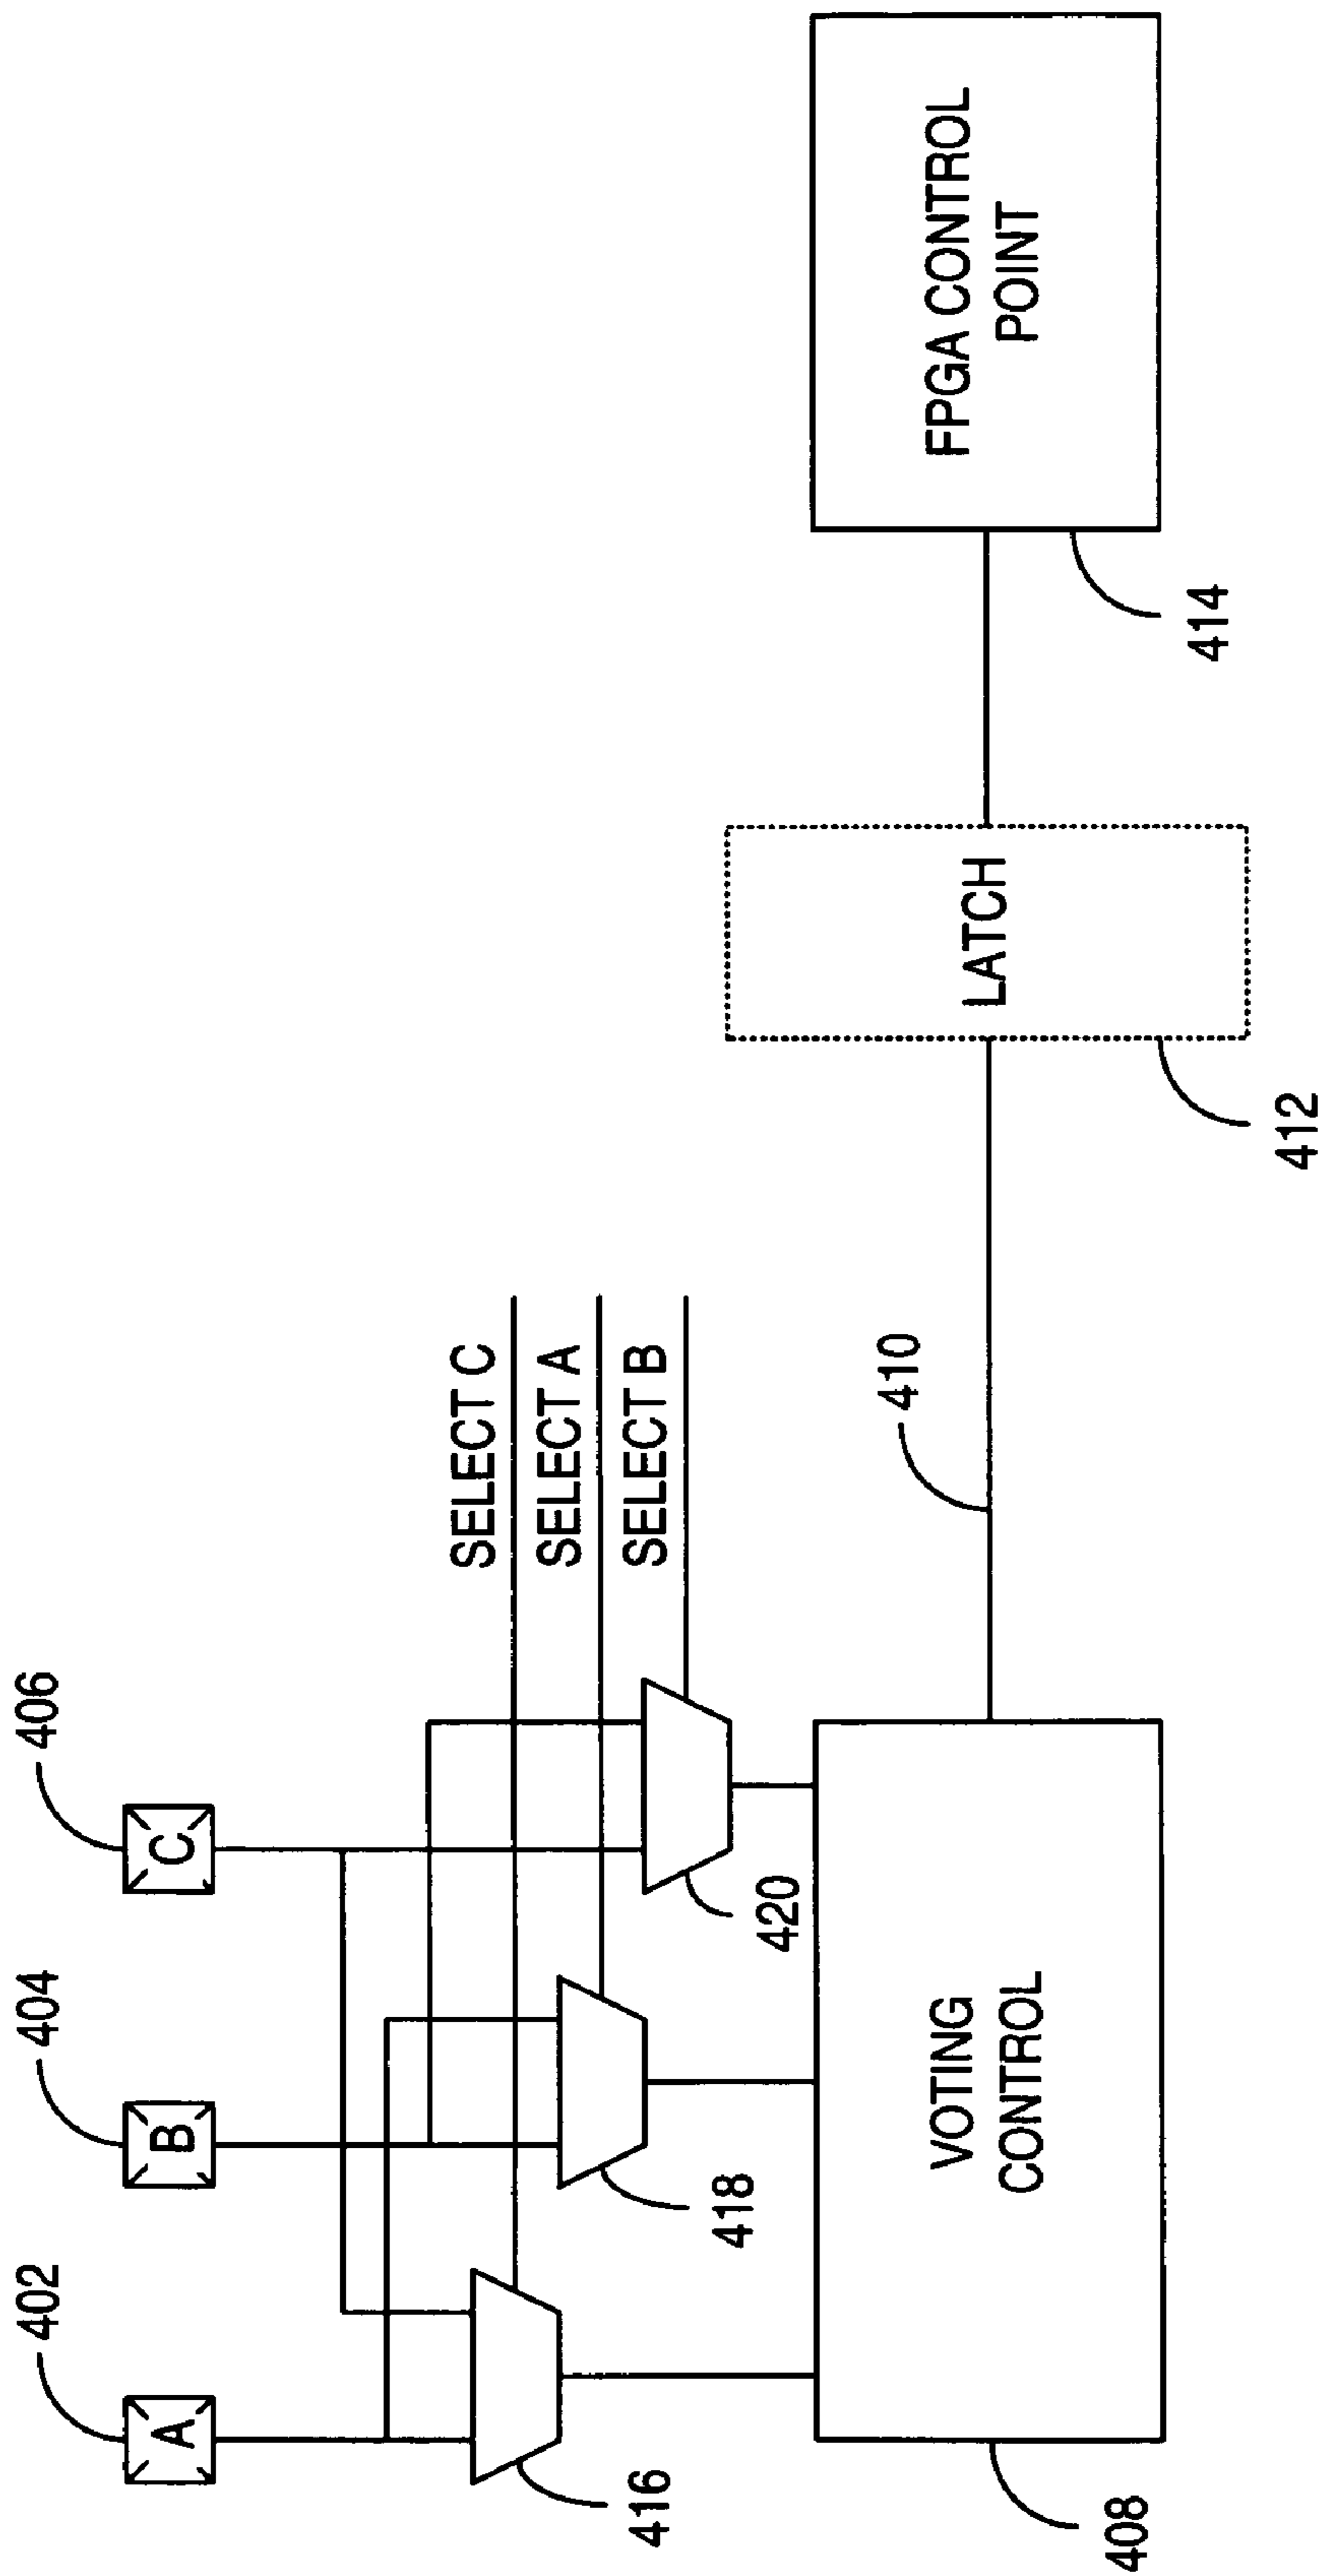 402
404
406
A
B
C
SELECT C
SELECT A
SELECT B
416
418
420
410
VOTING
CONTROL
408
LATCH
412
FPGA CONTROL
POINT
414